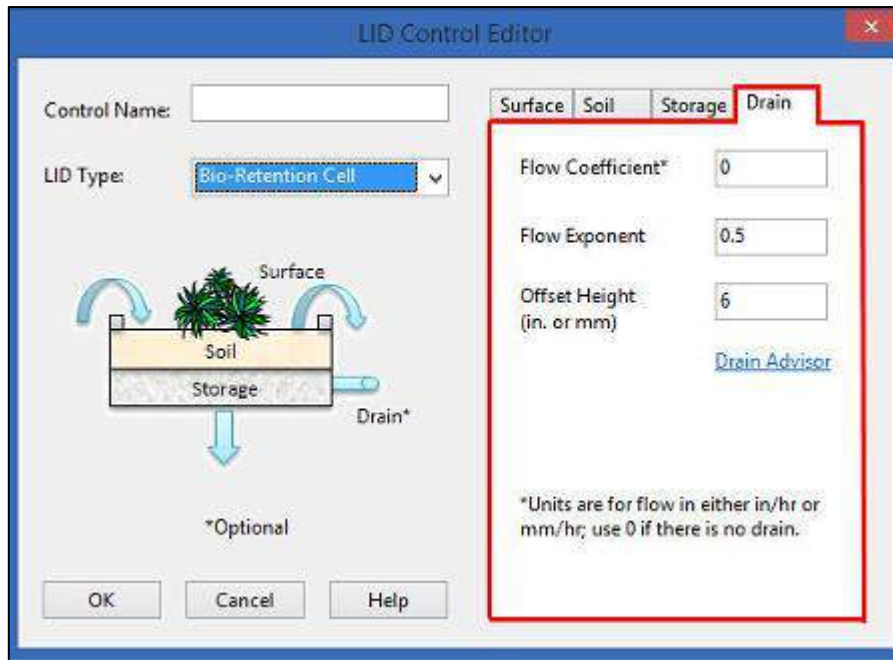 LID Control Editor
x
Control Name:
LID Type:
Bio-Retention Cell
Surface
Soil
Storage
Drain*
*Optional
OK
Cancel
Help
Surface
Soil
Storage
Drain
Flow Coefficient*
0
Flow Exponent
0.5
Offset Height
(in. or mm)
6
Drain Advisor
*Units are for flow in either in/hr or
mm/hr; use 0 if there is no drain.